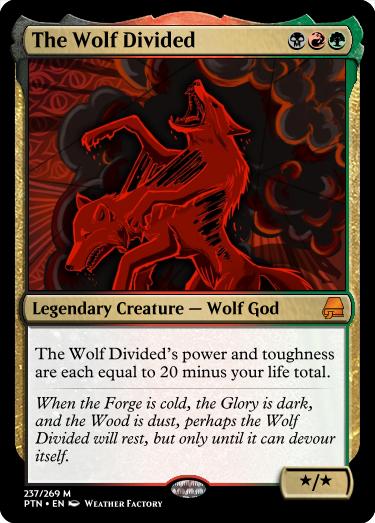 The Wolf Divided
Legendary Creature — Wolf God
The Wolf Divided's power and toughness
are each equal to 20 minus your life total.
When the Forge is cold, the Glory is dark,
and the Wood is dust, perhaps the Wolf
Divided will rest, but only until it can devour
itself.
*/*
237/269 M
PTN • EN Weather Factory